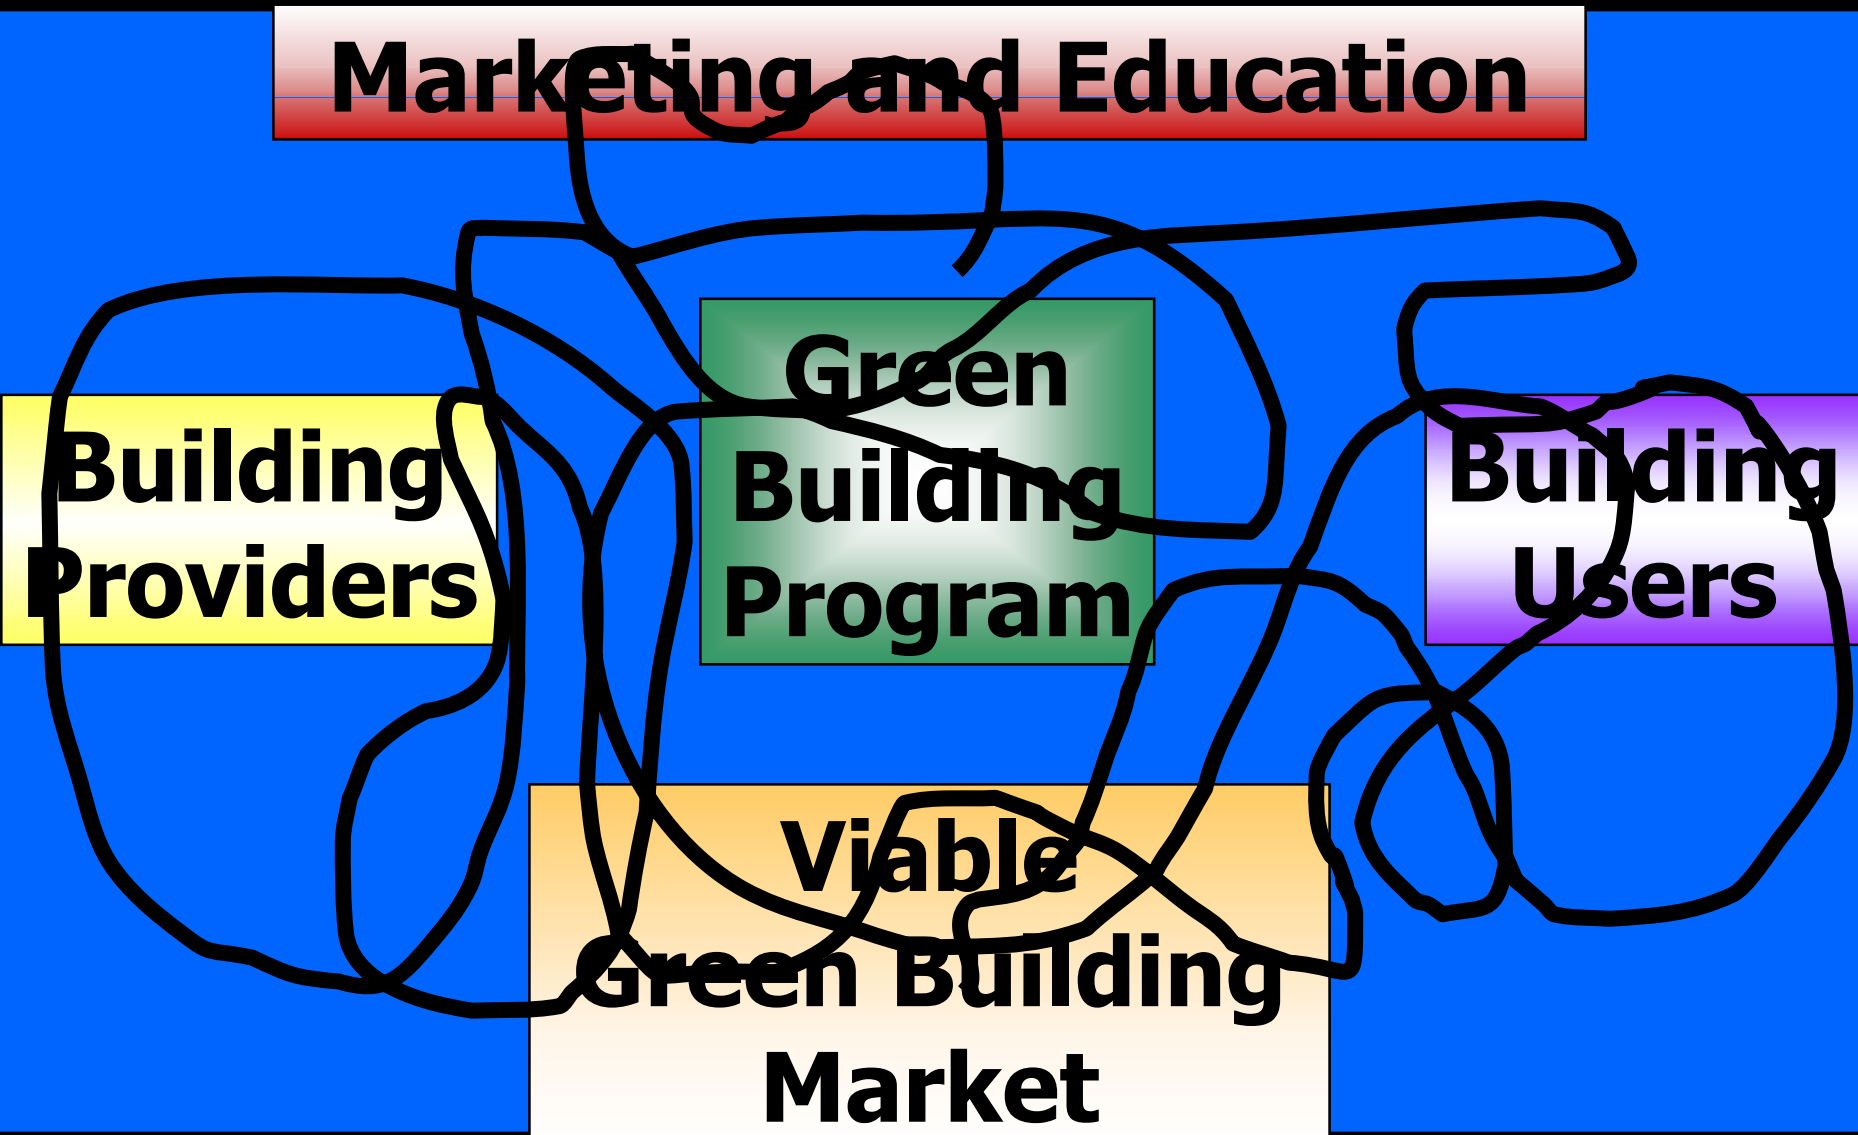 Marketing and Education
Green
Building
Program
Building
Providers
Building
Users
Viable
Green Building
Market